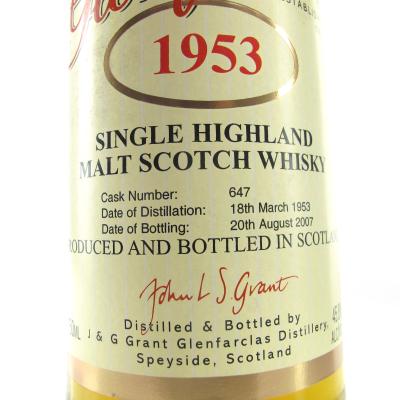 1953
SINGLE HIGHLAND
MALT SCOTCH WHISKY
Cask Number: 647
Date of Distillation: 18th March 1953
Date of Bottling: 20th August 2007
RODUCED AND BOTTLED IN SCOTLA
John L S. Grant
Distilled & Bottled by
J & G Grant Glenfarclas Distillery,
Speyside, Scotland